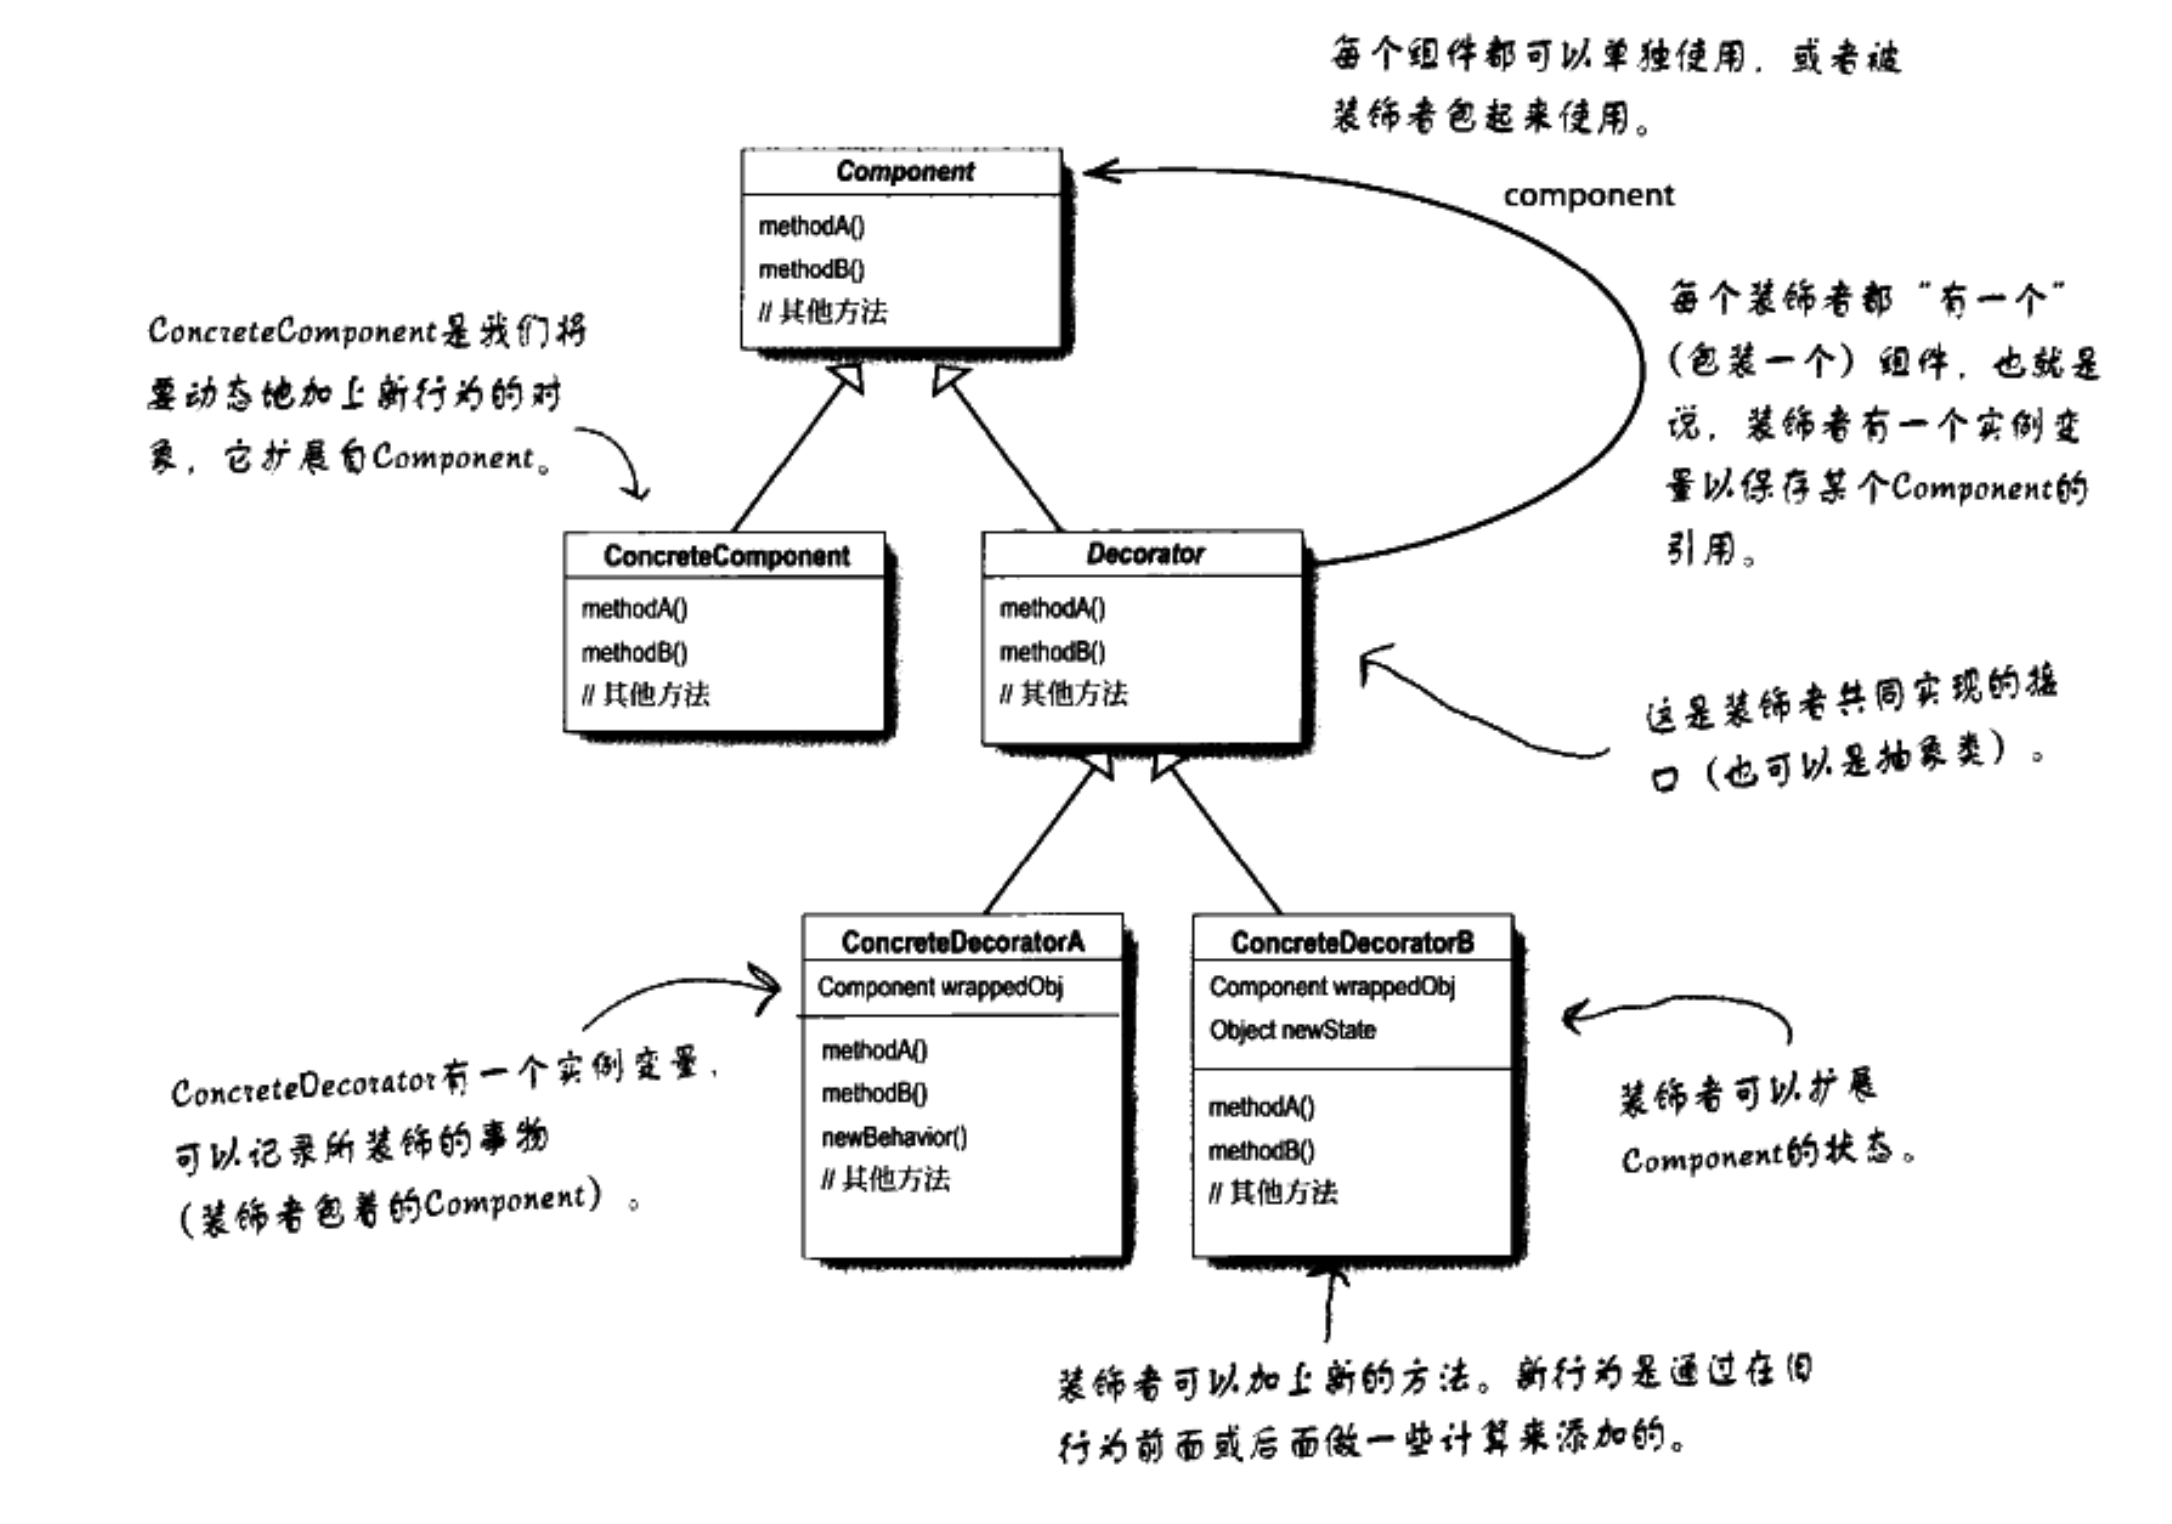 每个组件都可以单独使用，或者被
装饰者包起来使用。
Component
methodA()
methodB()
// 其他方法
component
每个装饰者都“有一个”
（包装一个）组件，也就是
说，装饰者有一个实例变
量以保存某个Component的
引用。
ConcreteComponent是我们将
要动态地加上新行为的对
象，它扩展自Component。
ConcreteComponent
methodA()
methodB()
// 其他方法
Decorator
methodA()
methodB()
// 其他方法
这是装饰者共同实现的接
口（也可以是抽象类）。
ConcreteDecoratorA
Component wrappedObj
methodA()
methodB()
newBehavior()
// 其他方法
ConcreteDecoratorB
Component wrappedObj
Object newState
methodA()
methodB()
// 其他方法
ConcreteDecorator有一个实例变量，
可以记录所装饰的事物
（装饰者包着的Component）。
装饰者可以扩展
Component的状态。
装饰者可以加上新的方法。新行为是通过在旧
行为前面或后面做一些计算来添加的。